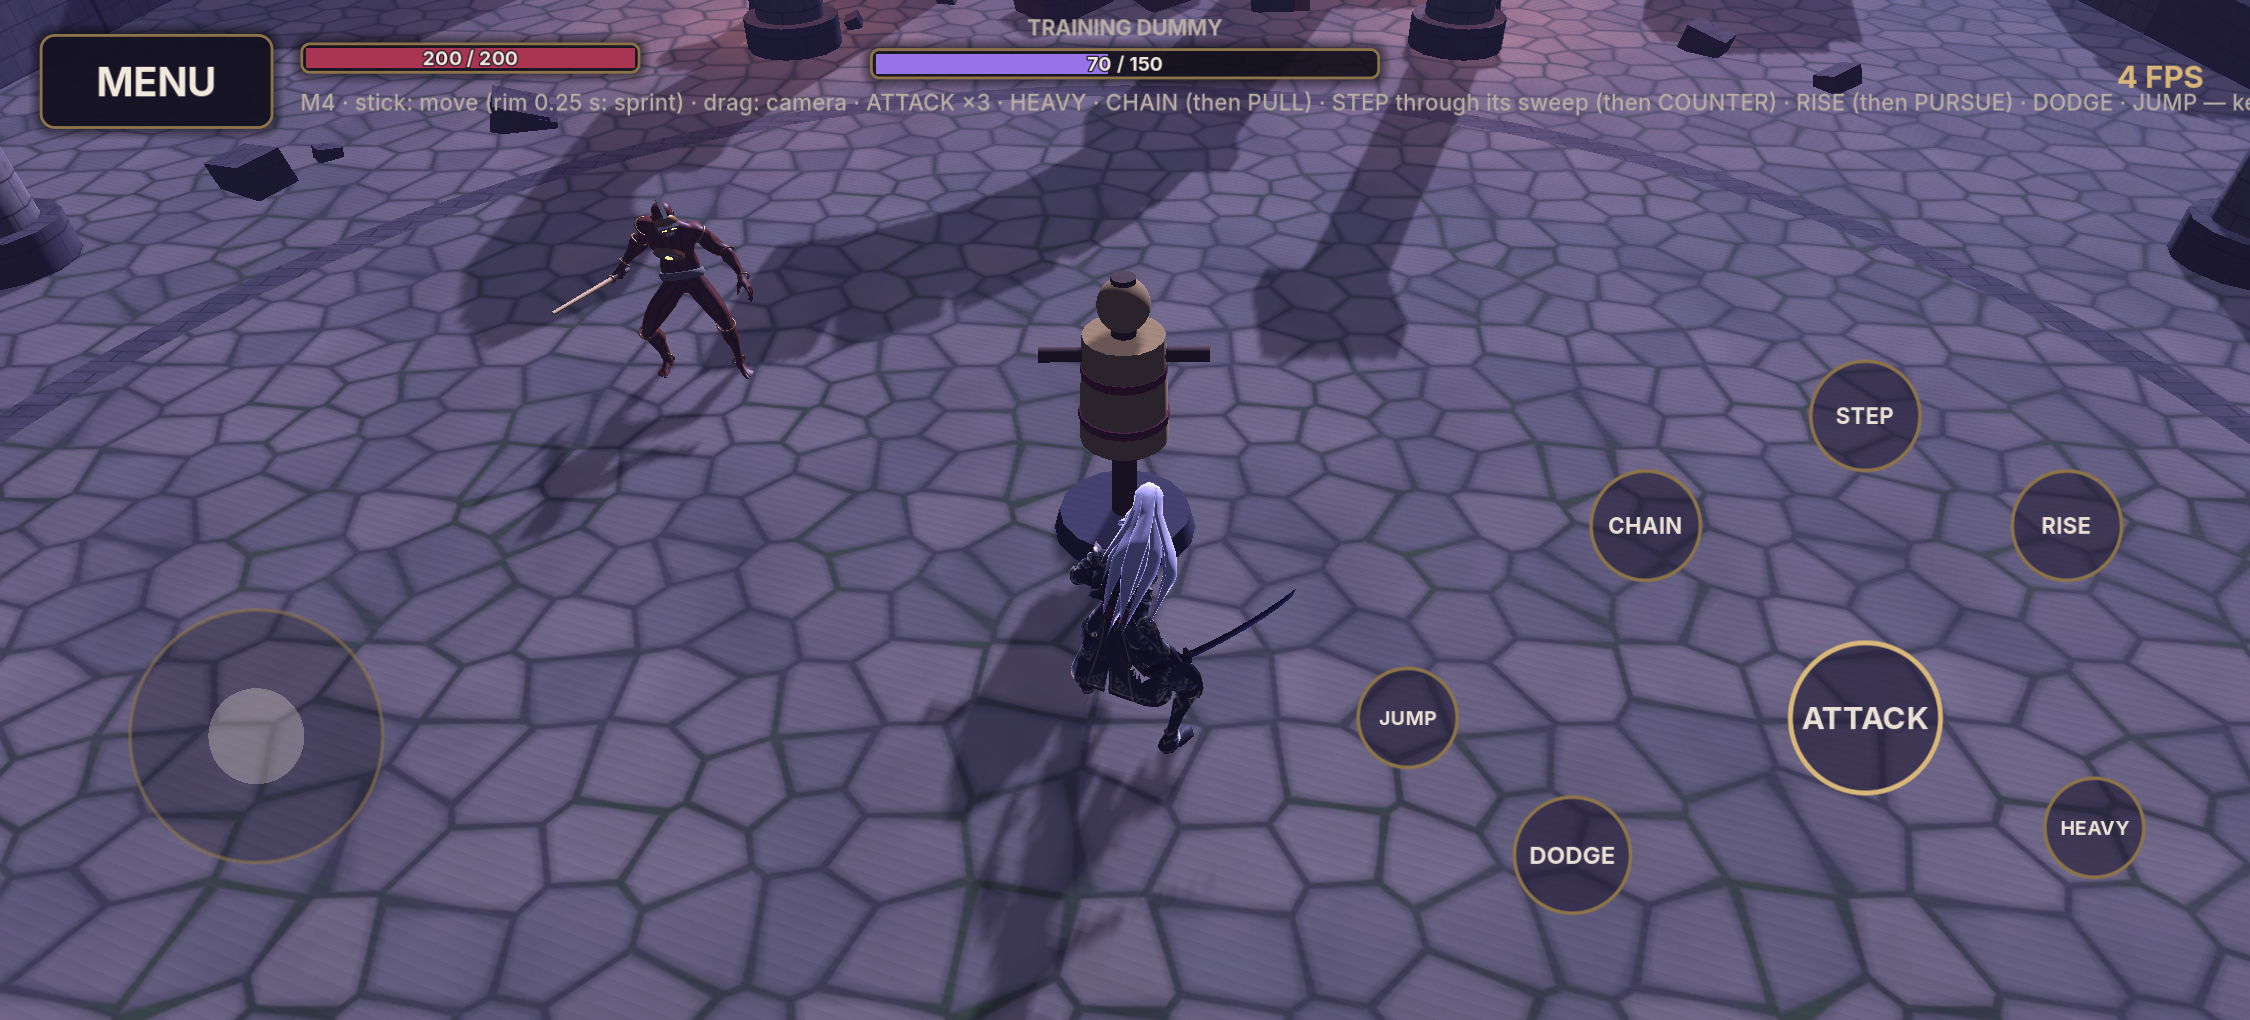 TRAINING DUMMY
MENU
200 / 200
70 / 150
4 FPS
M4 · stick: move (rim 0.25 s: sprint) · drag: camera · ATTACK ×3 · HEAVY · CHAIN (then PULL) · STEP through its sweep (then COUNTER) · RISE (then PURSUE) · DODGE · JUMP — ke
STEP
CHAIN
RISE
JUMP
ATTACK
HEAVY
DODGE